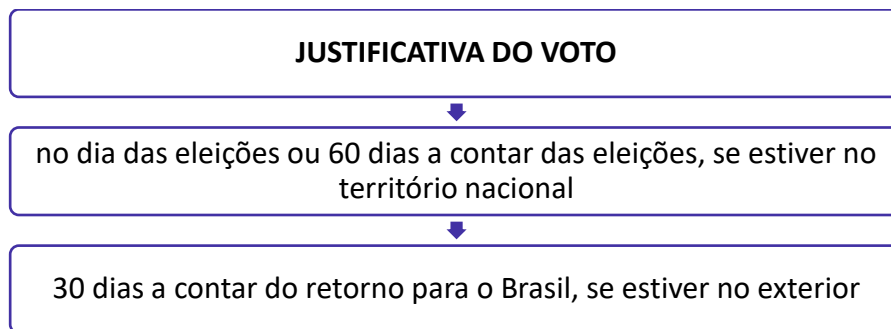 JUSTIFICATIVA DO VOTO
no dia das eleições ou 60 dias a contar das eleições, se estiver no
território nacional
30 dias a contar do retorno para o Brasil, se estiver no exterior